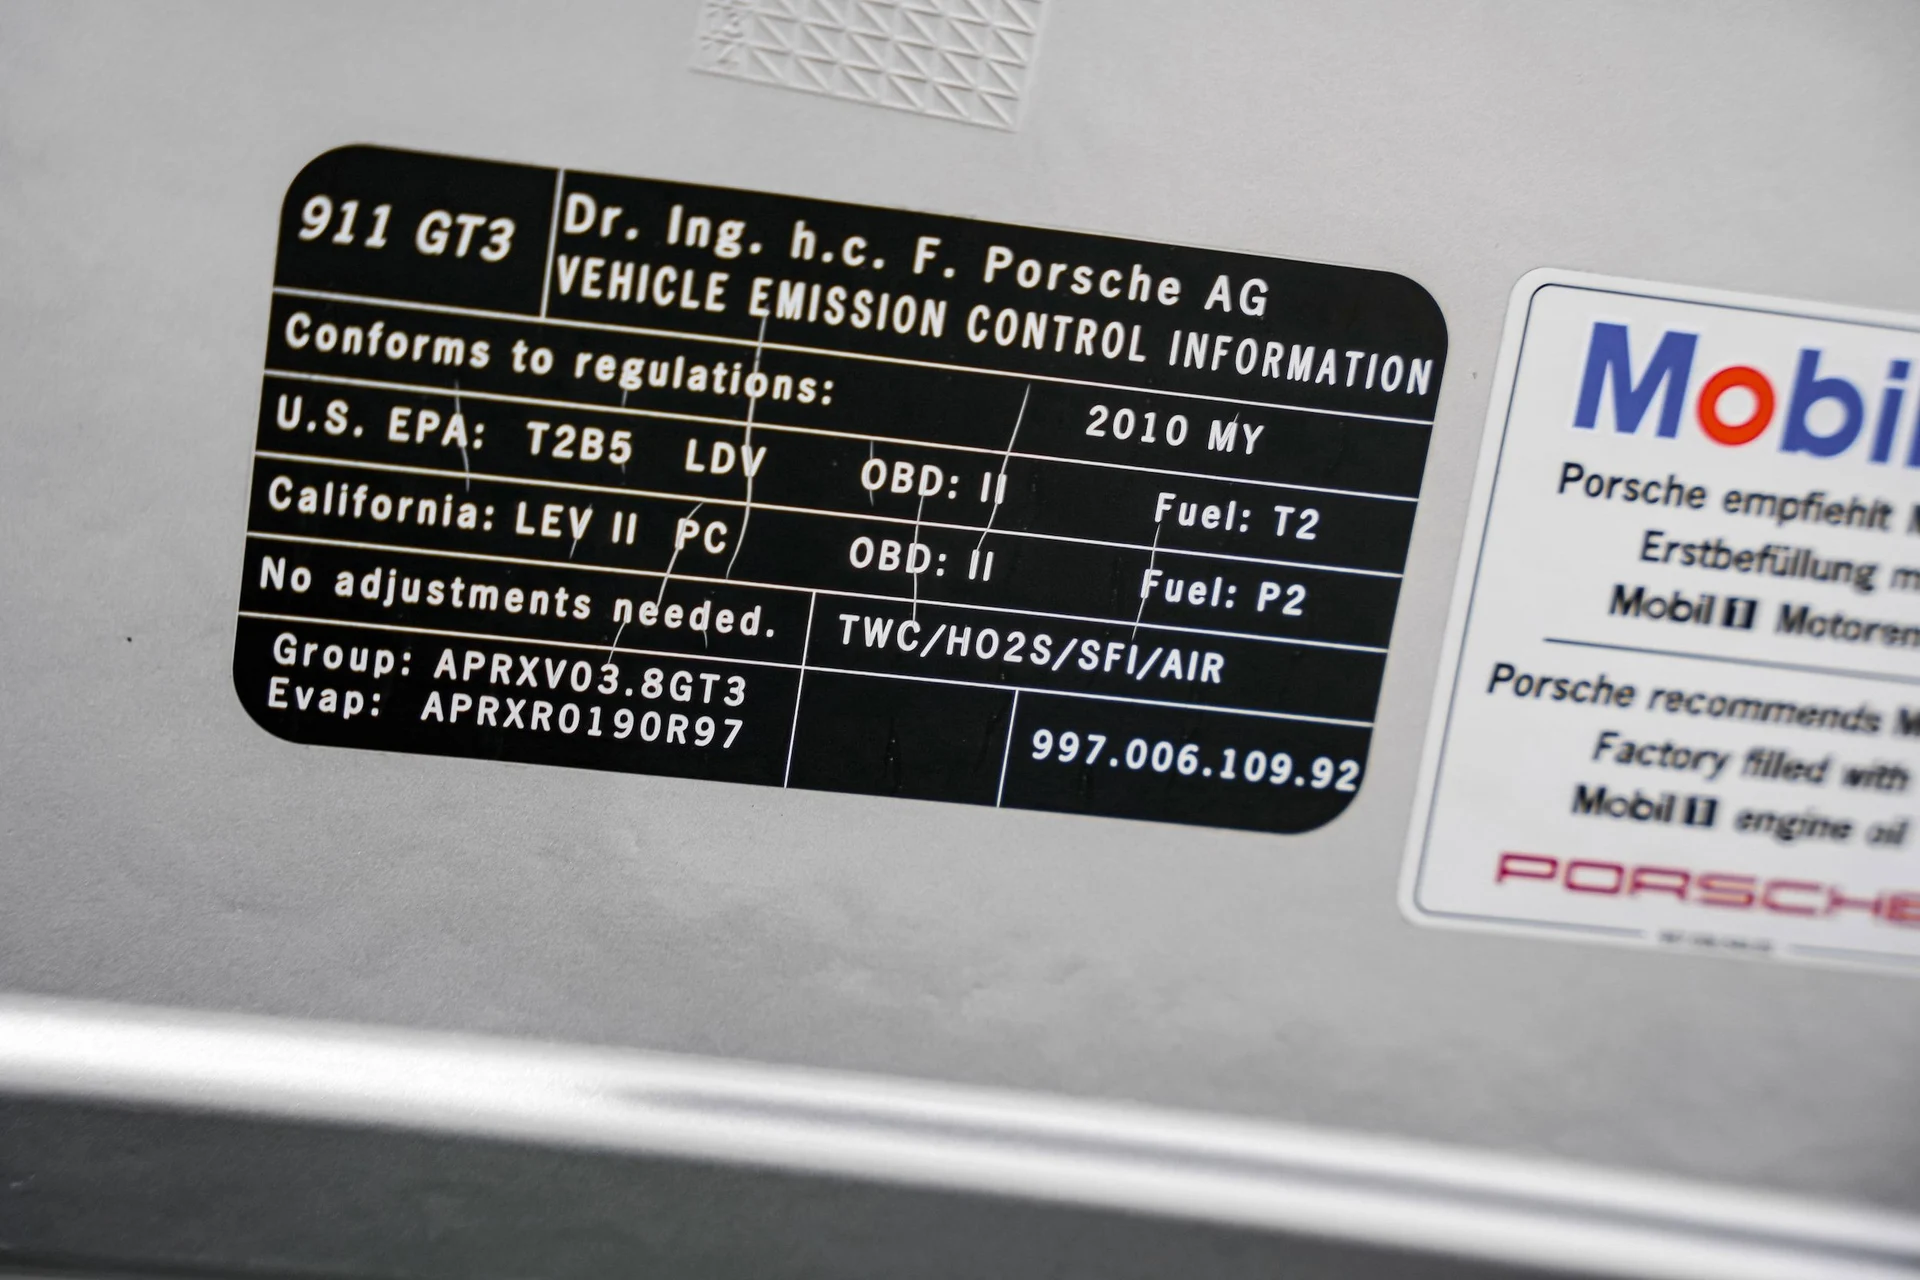 911 GT3
Dr. Ing. h.c. F. Porsche AG
VEHICLE EMISSION CONTROL INFORMATION
Conforms to regulations: 2010 MY
U.S. EPA: T2B5 LDV OBD: II Fuel: T2
California: LEV II PC OBD: II Fuel: P2
No adjustments needed. TWC/HO2S/SFI/AIR
Group: APRXV03.8GT3
Evap: APRXR0190R97
997.006.109.92
Mobil
Porsche empfiehlt
Erstbefüllung
Mobil 1
Porsche recommends
Factory filled with
Mobil 1 engine oil
PORSCHE